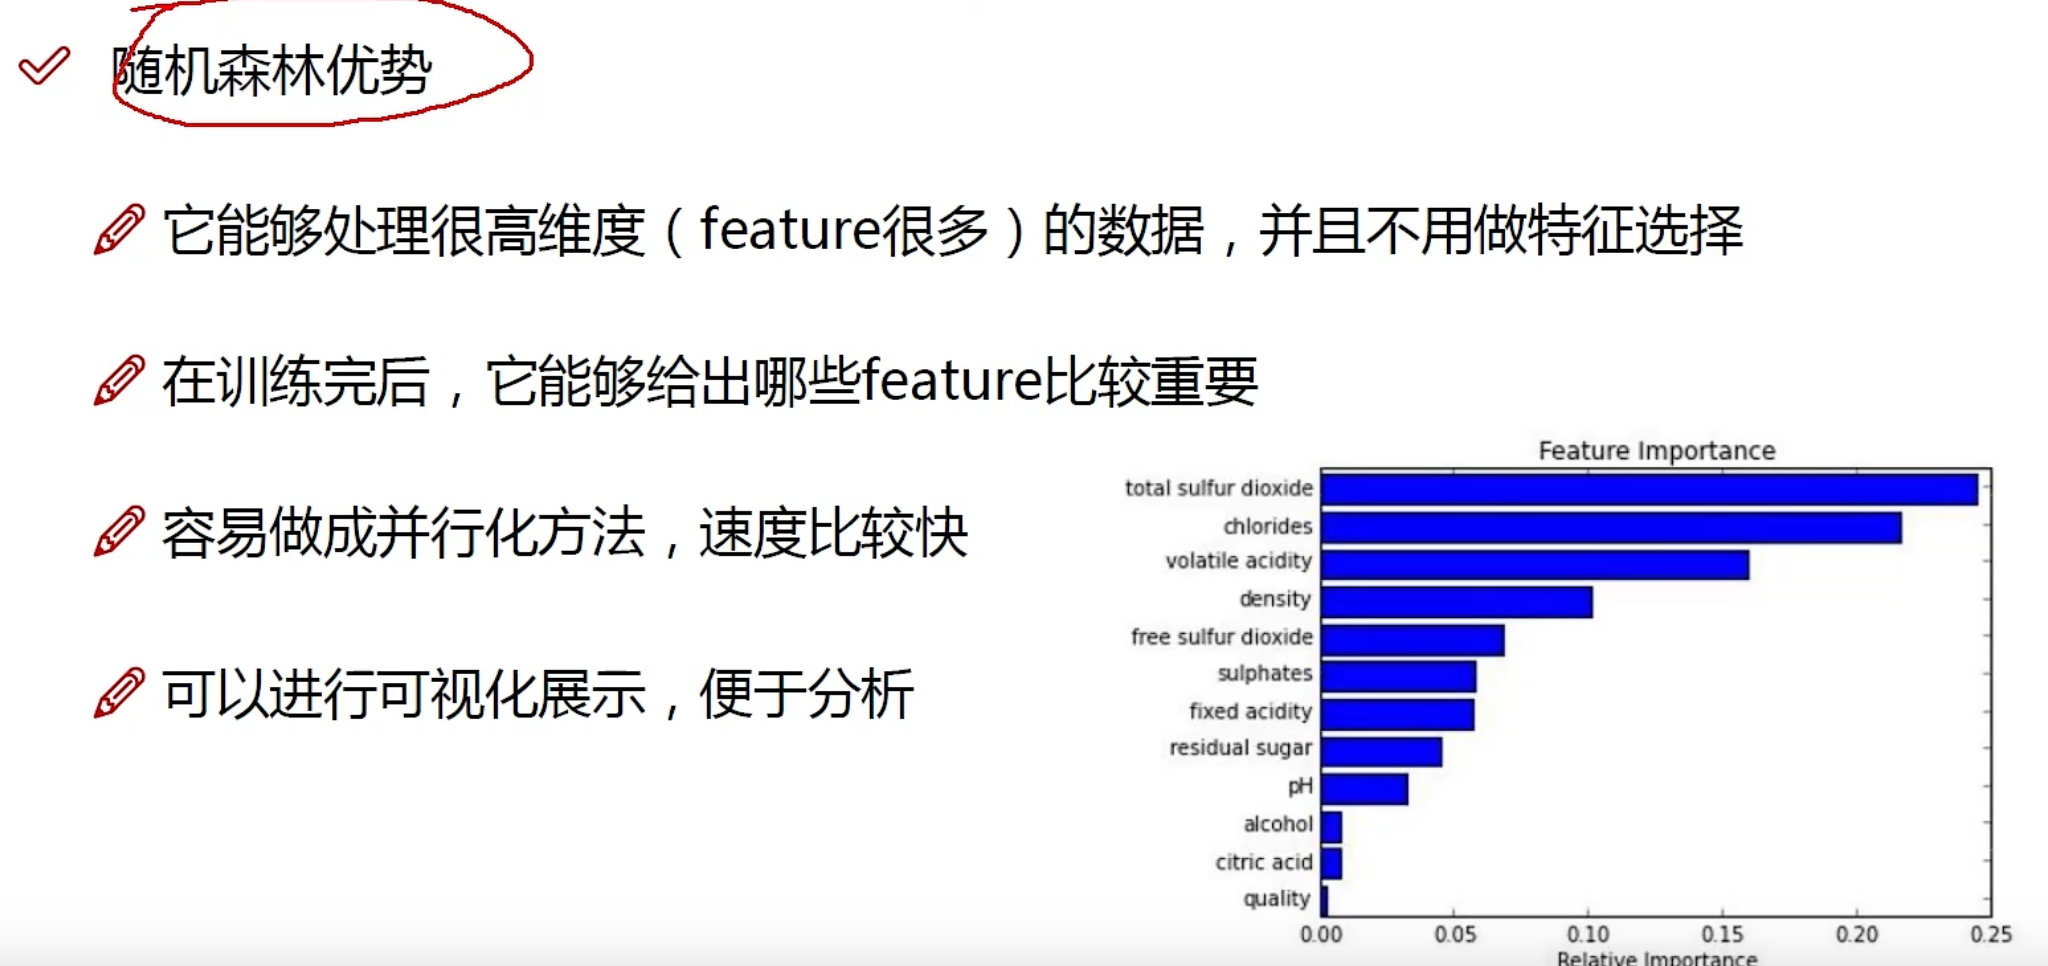 随机森林优势
它能够处理很高维度（feature很多）的数据，并且不用做特征选择
在训练完后，它能够给出哪些feature比较重要
容易做成并行化方法，速度比较快
可以进行可视化展示，便于分析
Feature Importance
total sulfur dioxide
chlorides
volatile acidity
density
free sulfur dioxide
sulphates
fixed acidity
residual sugar
pH
alcohol
citric acid
quality
0.00 0.05 0.10 0.15 0.20 0.25
Relative Importance